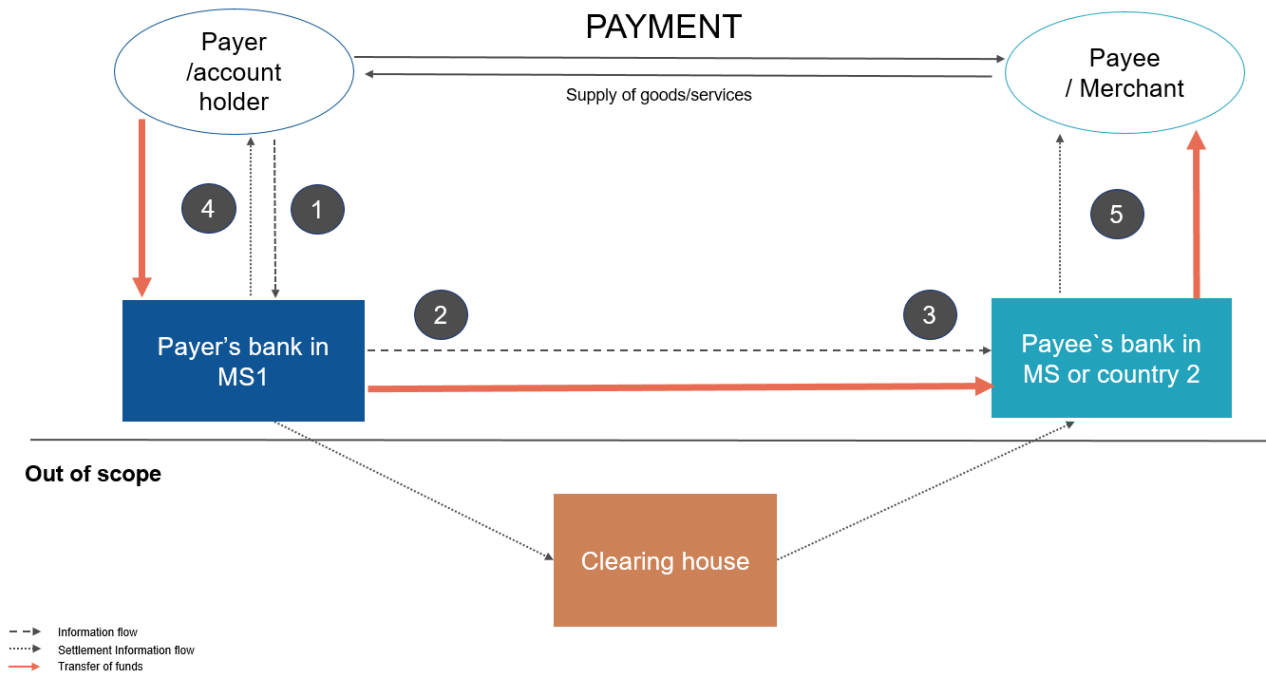 PAYMENT
Payer
/account
holder
Payee
/ Merchant
Supply of goods/services
4
1
5
2
3
Payer’s bank in
MS1
Payee`s bank in
MS or country 2
Out of scope
Clearing house
Information flow
Settlement Information flow
Transfer of funds